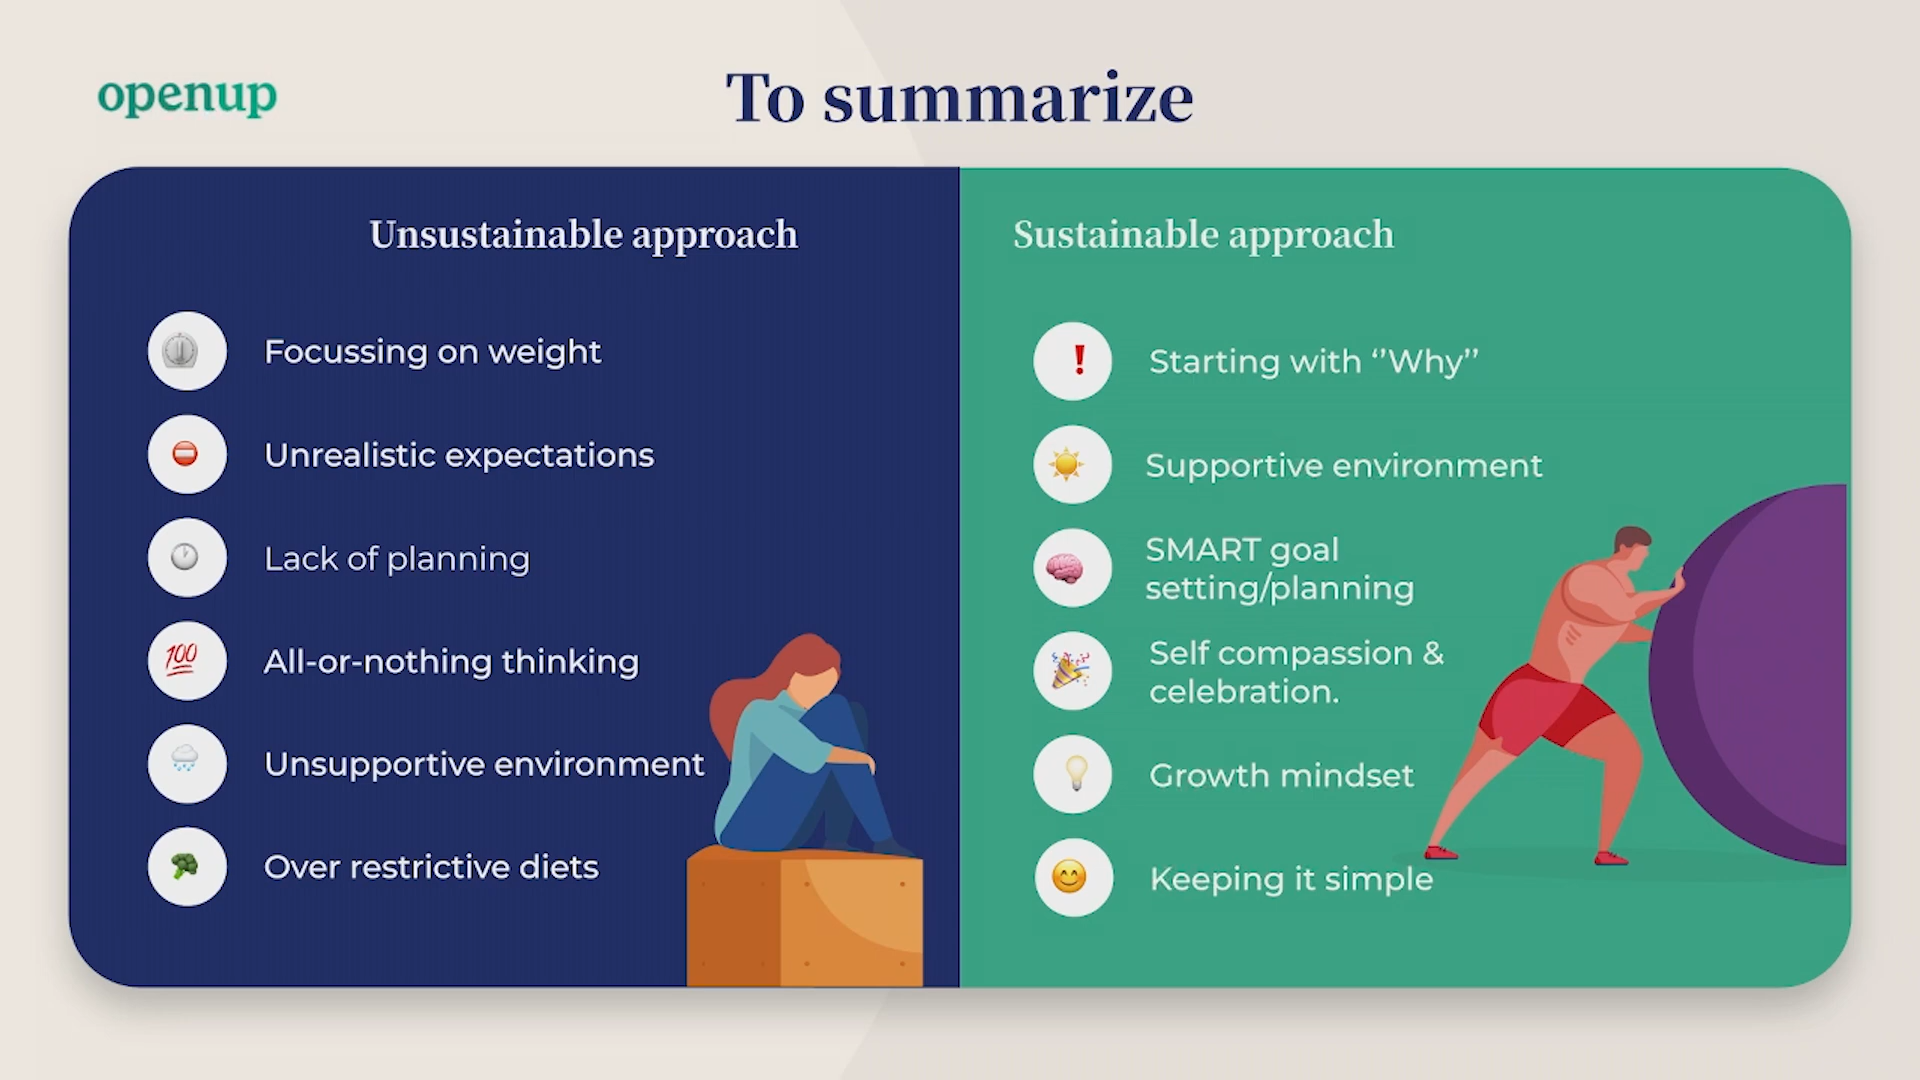 openup
To summarize
Unsustainable approach
Focussing on weight
Unrealistic expectations
Lack of planning
100
All-or-nothing thinking
Unsupportive environment
Over restrictive diets
Sustainable approach
❗ Starting with ‘’Why’’
Supportive environment
SMART goal
setting/planning
Self compassion &
celebration.
Growth mindset
Keeping it simple